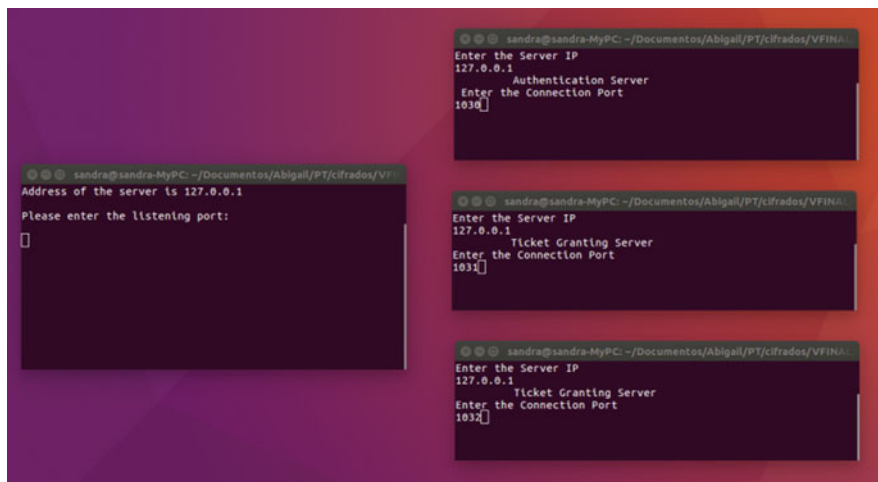 sandra@sandra-MyPC: ~/Documentos/Abigail/PT/cifrados/VFI
Address of the server is 127.0.0.1
Please enter the listening port:
sandra@sandra-MyPC: ~/Documentos/Abigail/PT/cifrados/VFINAL
Enter the Server IP
127.0.0.1
Authentication Server
Enter the Connection Port
1030
sandra@sandra-MyPC: ~/Documentos/Abigail/PT/cifrados/VFINAL
Enter the Server IP
127.0.0.1
Ticket Granting Server
Enter the Connection Port
1031
sandra@sandra-MyPC: ~/Documentos/Abigail/PT/cifrados/VFINAL
Enter the Server IP
127.0.0.1
Ticket Granting Server
Enter the Connection Port
1032